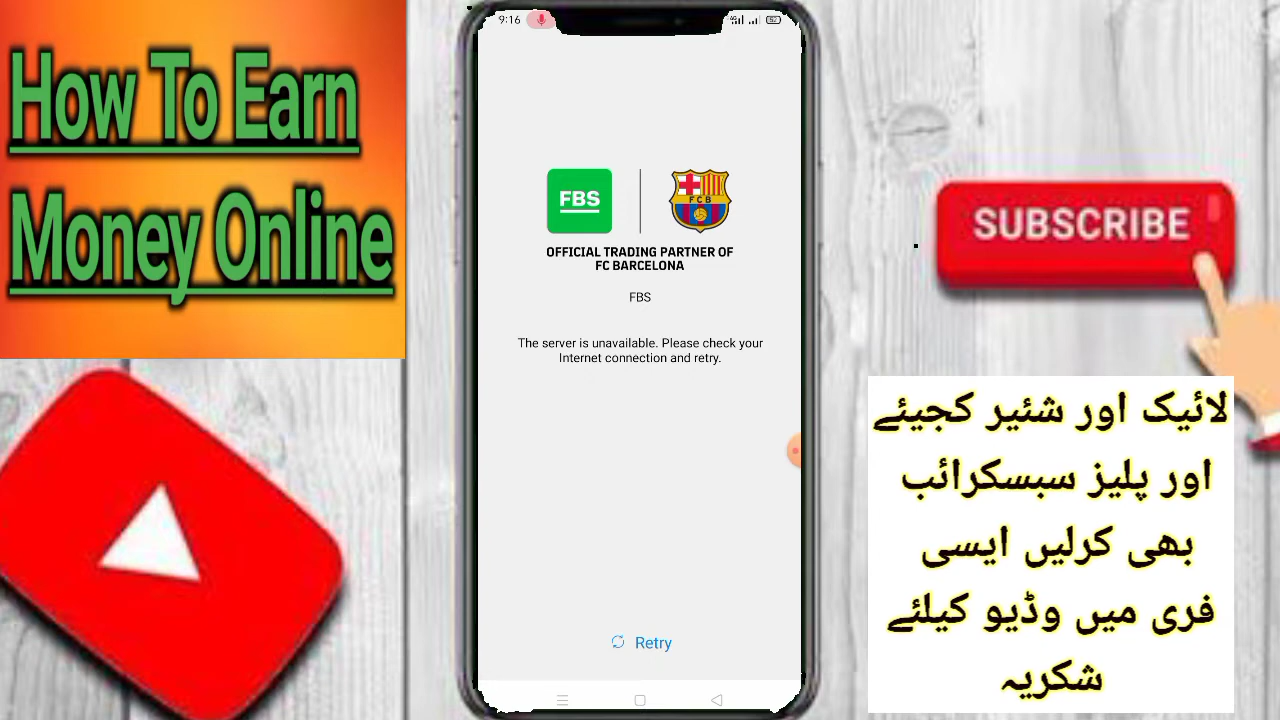 How To Earn
Money Online
9:16
FBS
FCB
OFFICIAL TRADING PARTNER OF
FC BARCELONA
FBS
The server is unavailable. Please check your
Internet connection and retry.
Retry
SUBSCRIBE
لائیک اور شئیر کجیئے
اور پلیز سبسکرائب
بھی کرلیں ایسی
فری میں وڈیو کیلئے
شکریہ